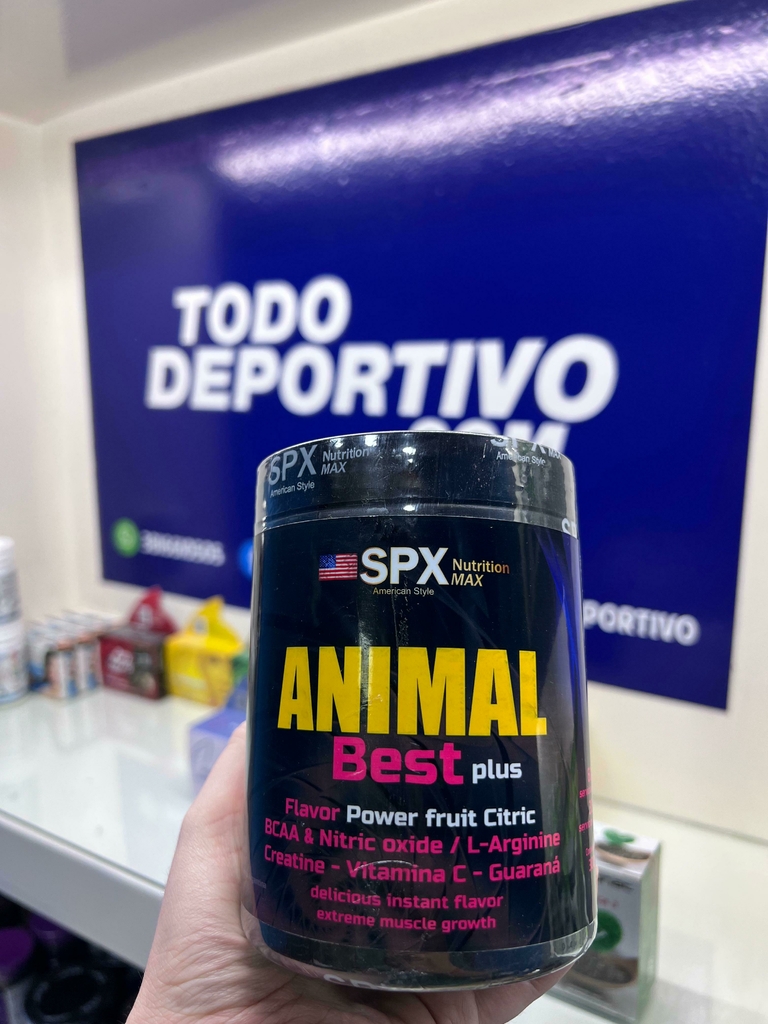 TODO
DEPORTIVO
.COM
PORTIVO
SPX Nutrition
MAX
American Style
SPX Nutrition
MAX
American Style
ANIMAL
Best plus
Flavor Power fruit Citric
BCAA & Nitric oxide / L-Arginine
Creatine - Vitamina C - Guaraná
delicious instant flavor
extreme muscle growth